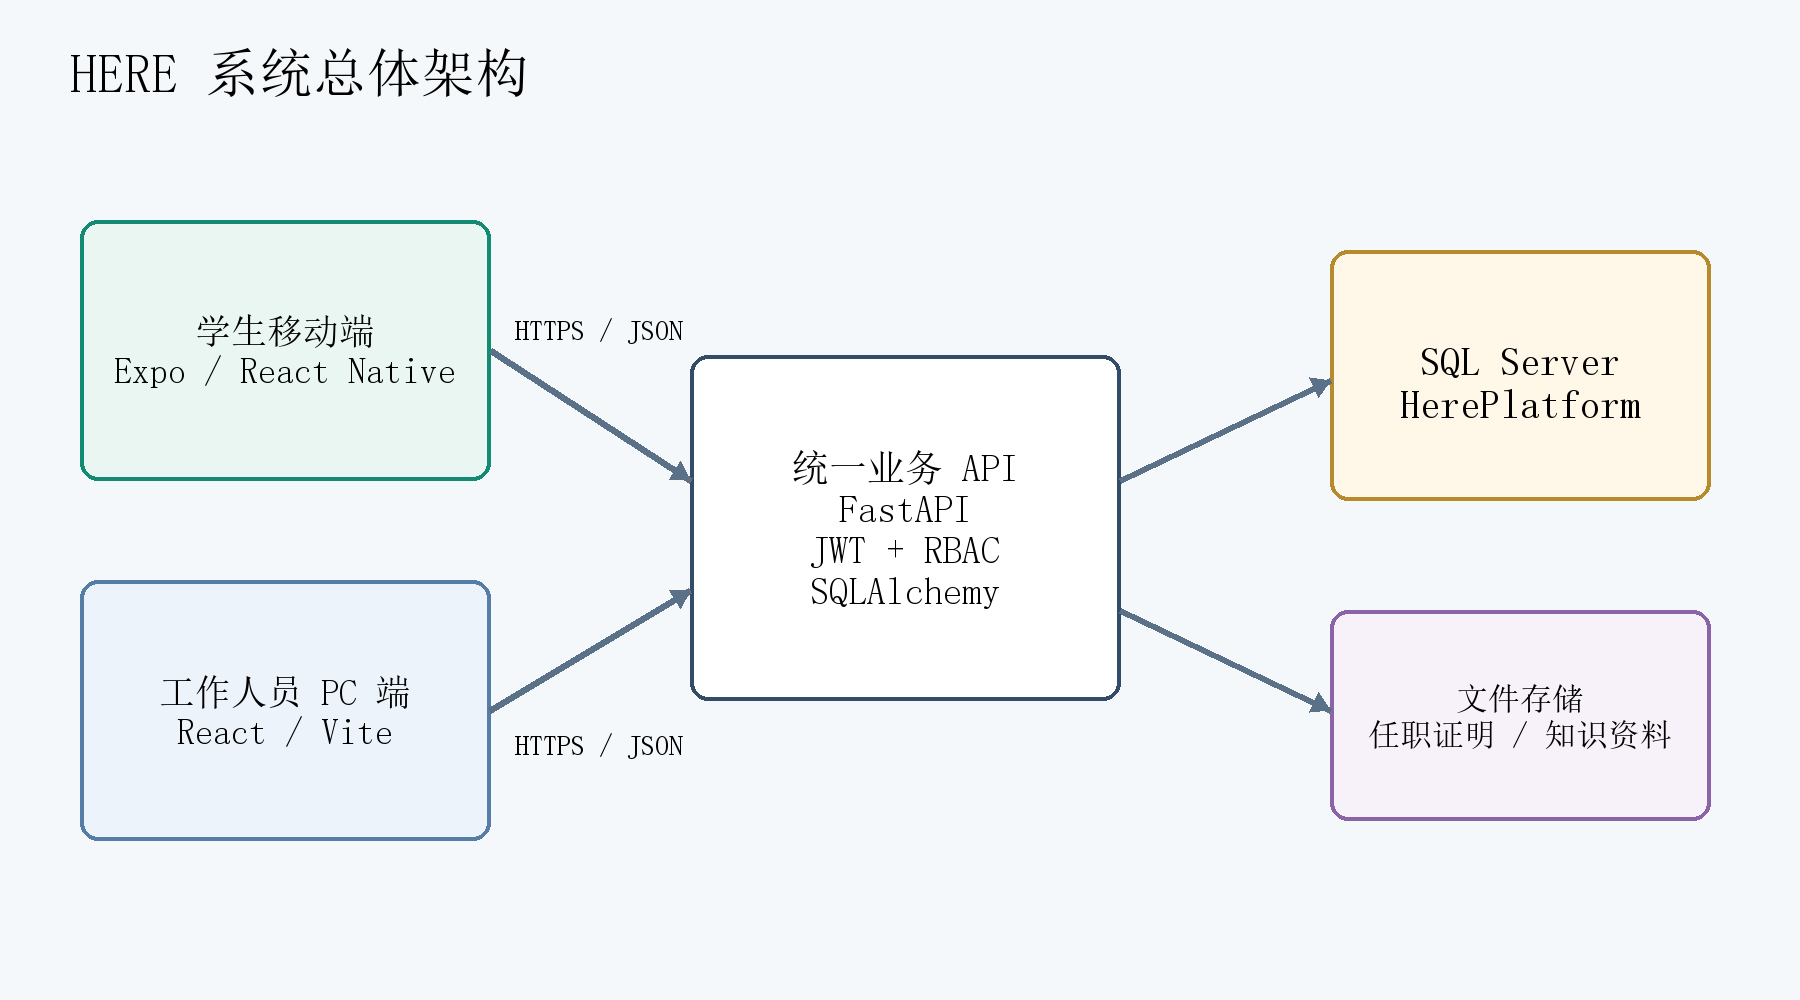 HERE 系统总体架构
学生移动端
Expo / React Native
HTTPS / JSON
工作人员 PC 端
React / Vite
HTTPS / JSON
统一业务 API
FastAPI
JWT + RBAC
SQLAlchemy
SQL Server
HerePlatform
文件存储
任职证明 / 知识资料